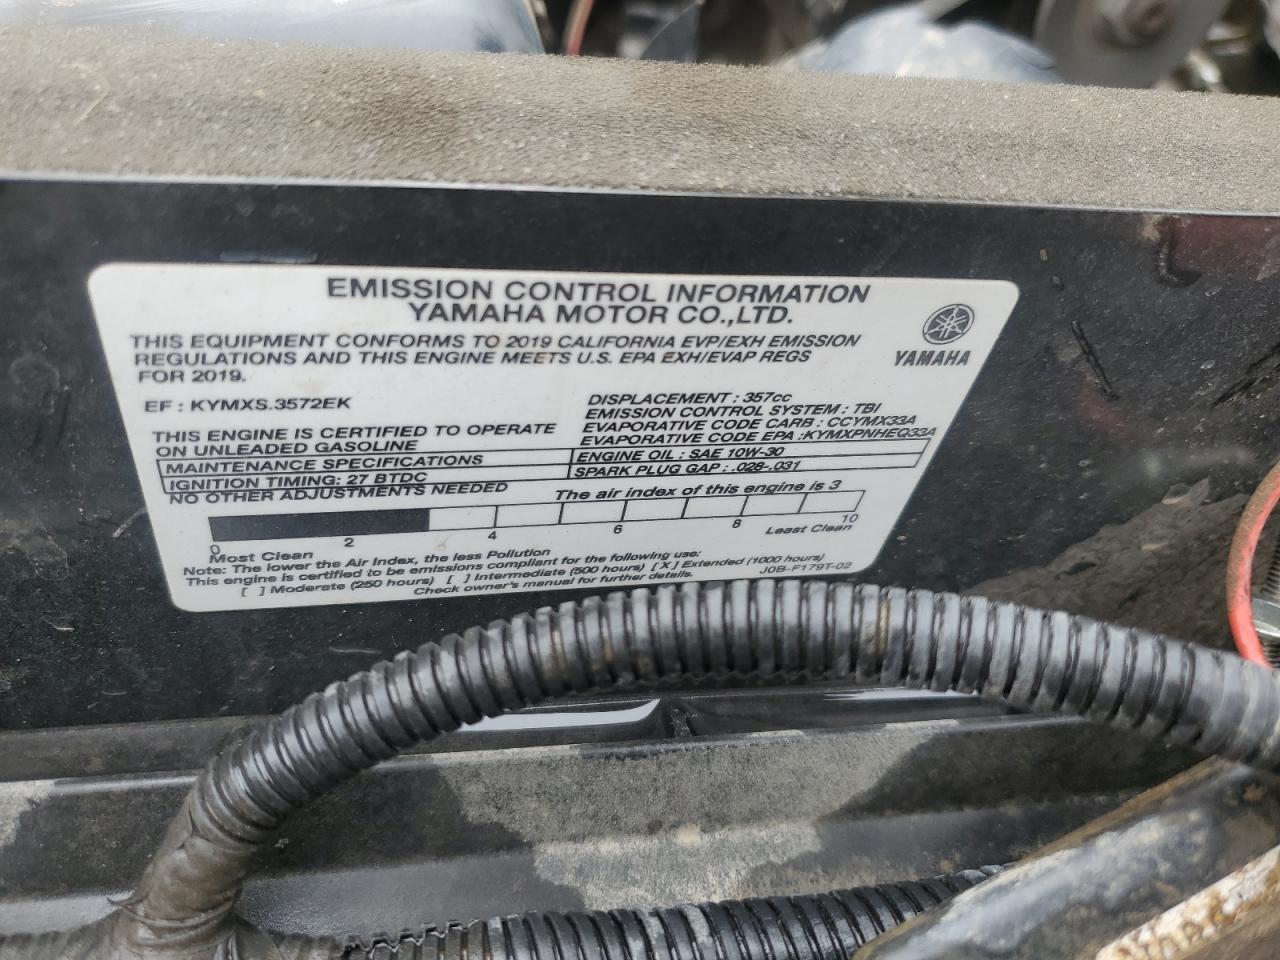 EMISSION CONTROL INFORMATION
YAMAHA MOTOR CO.,LTD.
YAMAHA
THIS EQUIPMENT CONFORMS TO 2019 CALIFORNIA EVP/EXH EMISSION
REGULATIONS AND THIS ENGINE MEETS U.S. EPA EXH/EVAP REGS
FOR 2019.
EF : KYMXS.3572EK
THIS ENGINE IS CERTIFIED TO OPERATE
ON UNLEADED GASOLINE
DISPLACEMENT : 357cc
EMISSION CONTROL SYSTEM : TBI
EVAPORATIVE CODE CARB : CCYMX33A
EVAPORATIVE CODE EPA :KYMXPNHEQ33A
MAINTENANCE SPECIFICATIONS
ENGINE OIL : SAE 10W-30
IGNITION TIMING: 27 BTDC
SPARK PLUG GAP : .028-.031
NO OTHER ADJUSTMENTS NEEDED
The air index of this engine is 3
0 2 4 6 8 10
Most Clean Least Clean
Note: The lower the Air Index, the less Pollution
This engine is certified to be emissions compliant for the following use:
[ ] Moderate (250 hours) [ ] Intermediate (500 hours) [X] Extended (1000 hours)
Check owner's manual for further details.
J0B-F179T-02